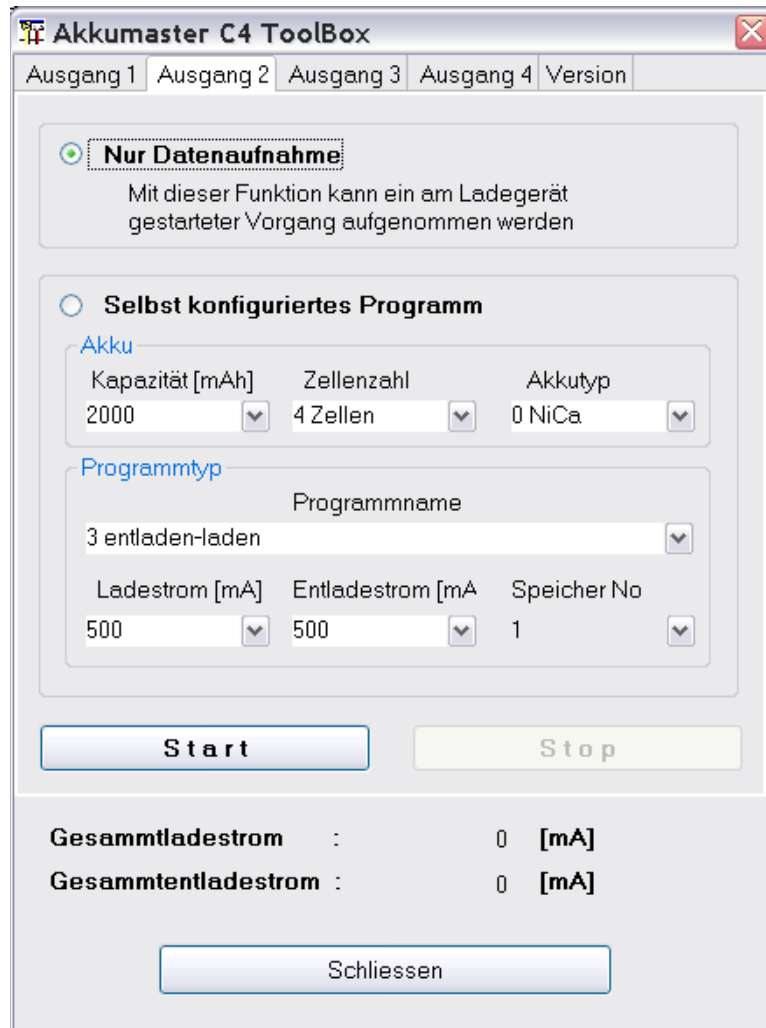 Akkumaster C4 ToolBox
Ausgang 1 Ausgang 2 Ausgang 3 Ausgang 4 Version
Nur Datenaufnahme
Mit dieser Funktion kann ein am Ladegerät
gestarteter Vorgang aufgenommen werden
Selbst konfiguriertes Programm
Akku
Kapazität [mAh] Zellenzahl Akkutyp
2000 4 Zellen 0 NiCa
Programmtyp
Programmname
3 entladen-laden
Ladestrom [mA] Entladestrom [mA Speicher No
500 500 1
Start Stop
Gesammtladestrom : 0 [mA]
Gesammtentladestrom : 0 [mA]
Schliessen